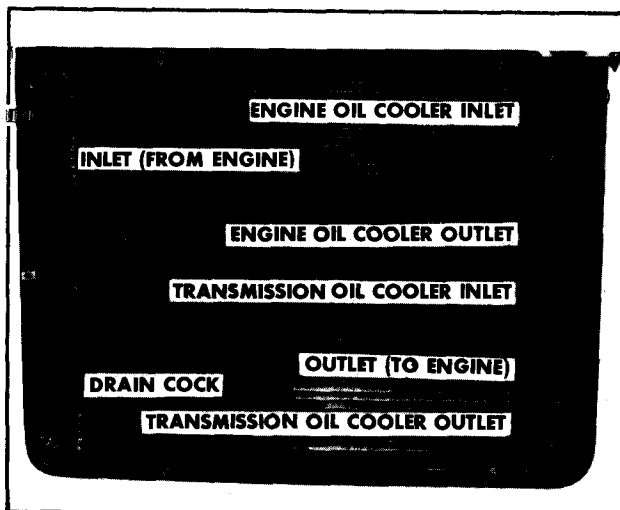 ENGINE OIL COOLER INLET
INLET (FROM ENGINE)
ENGINE OIL COOLER OUTLET
TRANSMISSION OIL COOLER INLET
OUTLET (TO ENGINE)
DRAIN COCK
TRANSMISSION OIL COOLER OUTLET